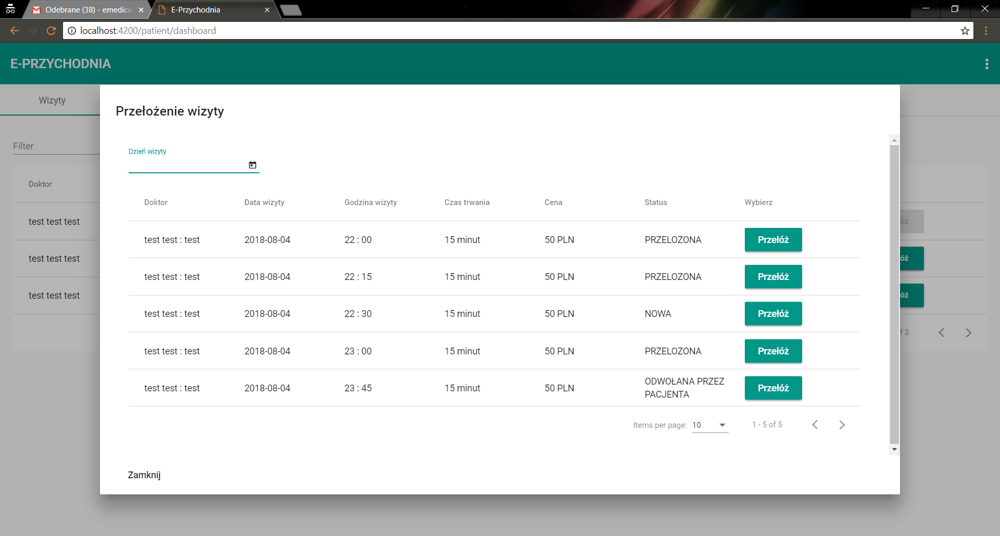 Odebrane (38) - emedical
E-Przychodnia
localhost:4200/patient/dashboard
E-PRZYCHODNIA
Wizyty
Przełożenie wizyty
Filter
Dzień wizyty
Doktor
Doktor Data wizyty Godzina wizyty Czas trwania Cena Status Wybierz
test test test
test test : test 2018-08-04 22 : 00 15 minut 50 PLN PRZELOZONA Przełóż
test test test
test test : test 2018-08-04 22 : 15 15 minut 50 PLN PRZELOZONA Przełóż
test test test
test test : test 2018-08-04 22 : 30 15 minut 50 PLN NOWA Przełóż
test test : test 2018-08-04 23 : 00 15 minut 50 PLN PRZELOZONA Przełóż
test test : test 2018-08-04 23 : 45 15 minut 50 PLN ODWOŁANA PRZEZ PACJENTA Przełóż
óż
óż
óż
f 3
Items per page: 10 1 - 5 of 5
Zamknij